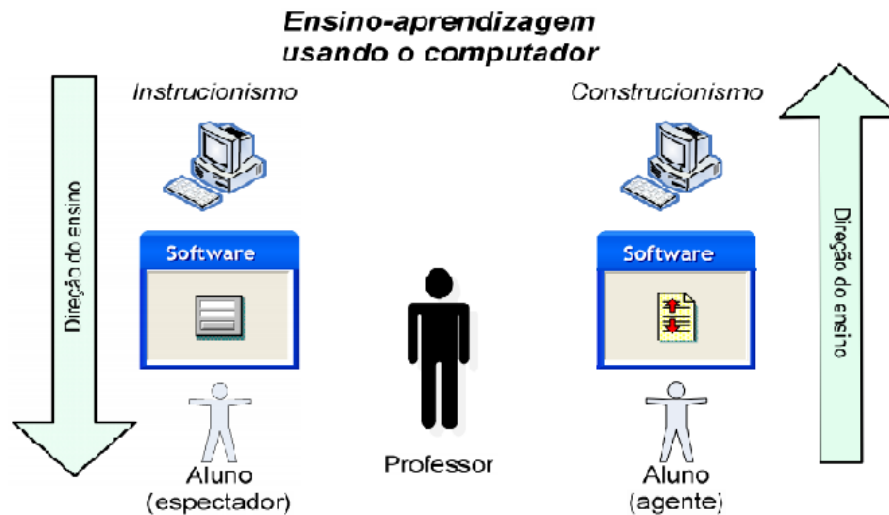 Ensino-aprendizagem
usando o computador
Instrucionismo
Construcionismo
Direção do ensino
Software
Software
Direção do ensino
Aluno
(espectador)
Professor
Aluno
(agente)